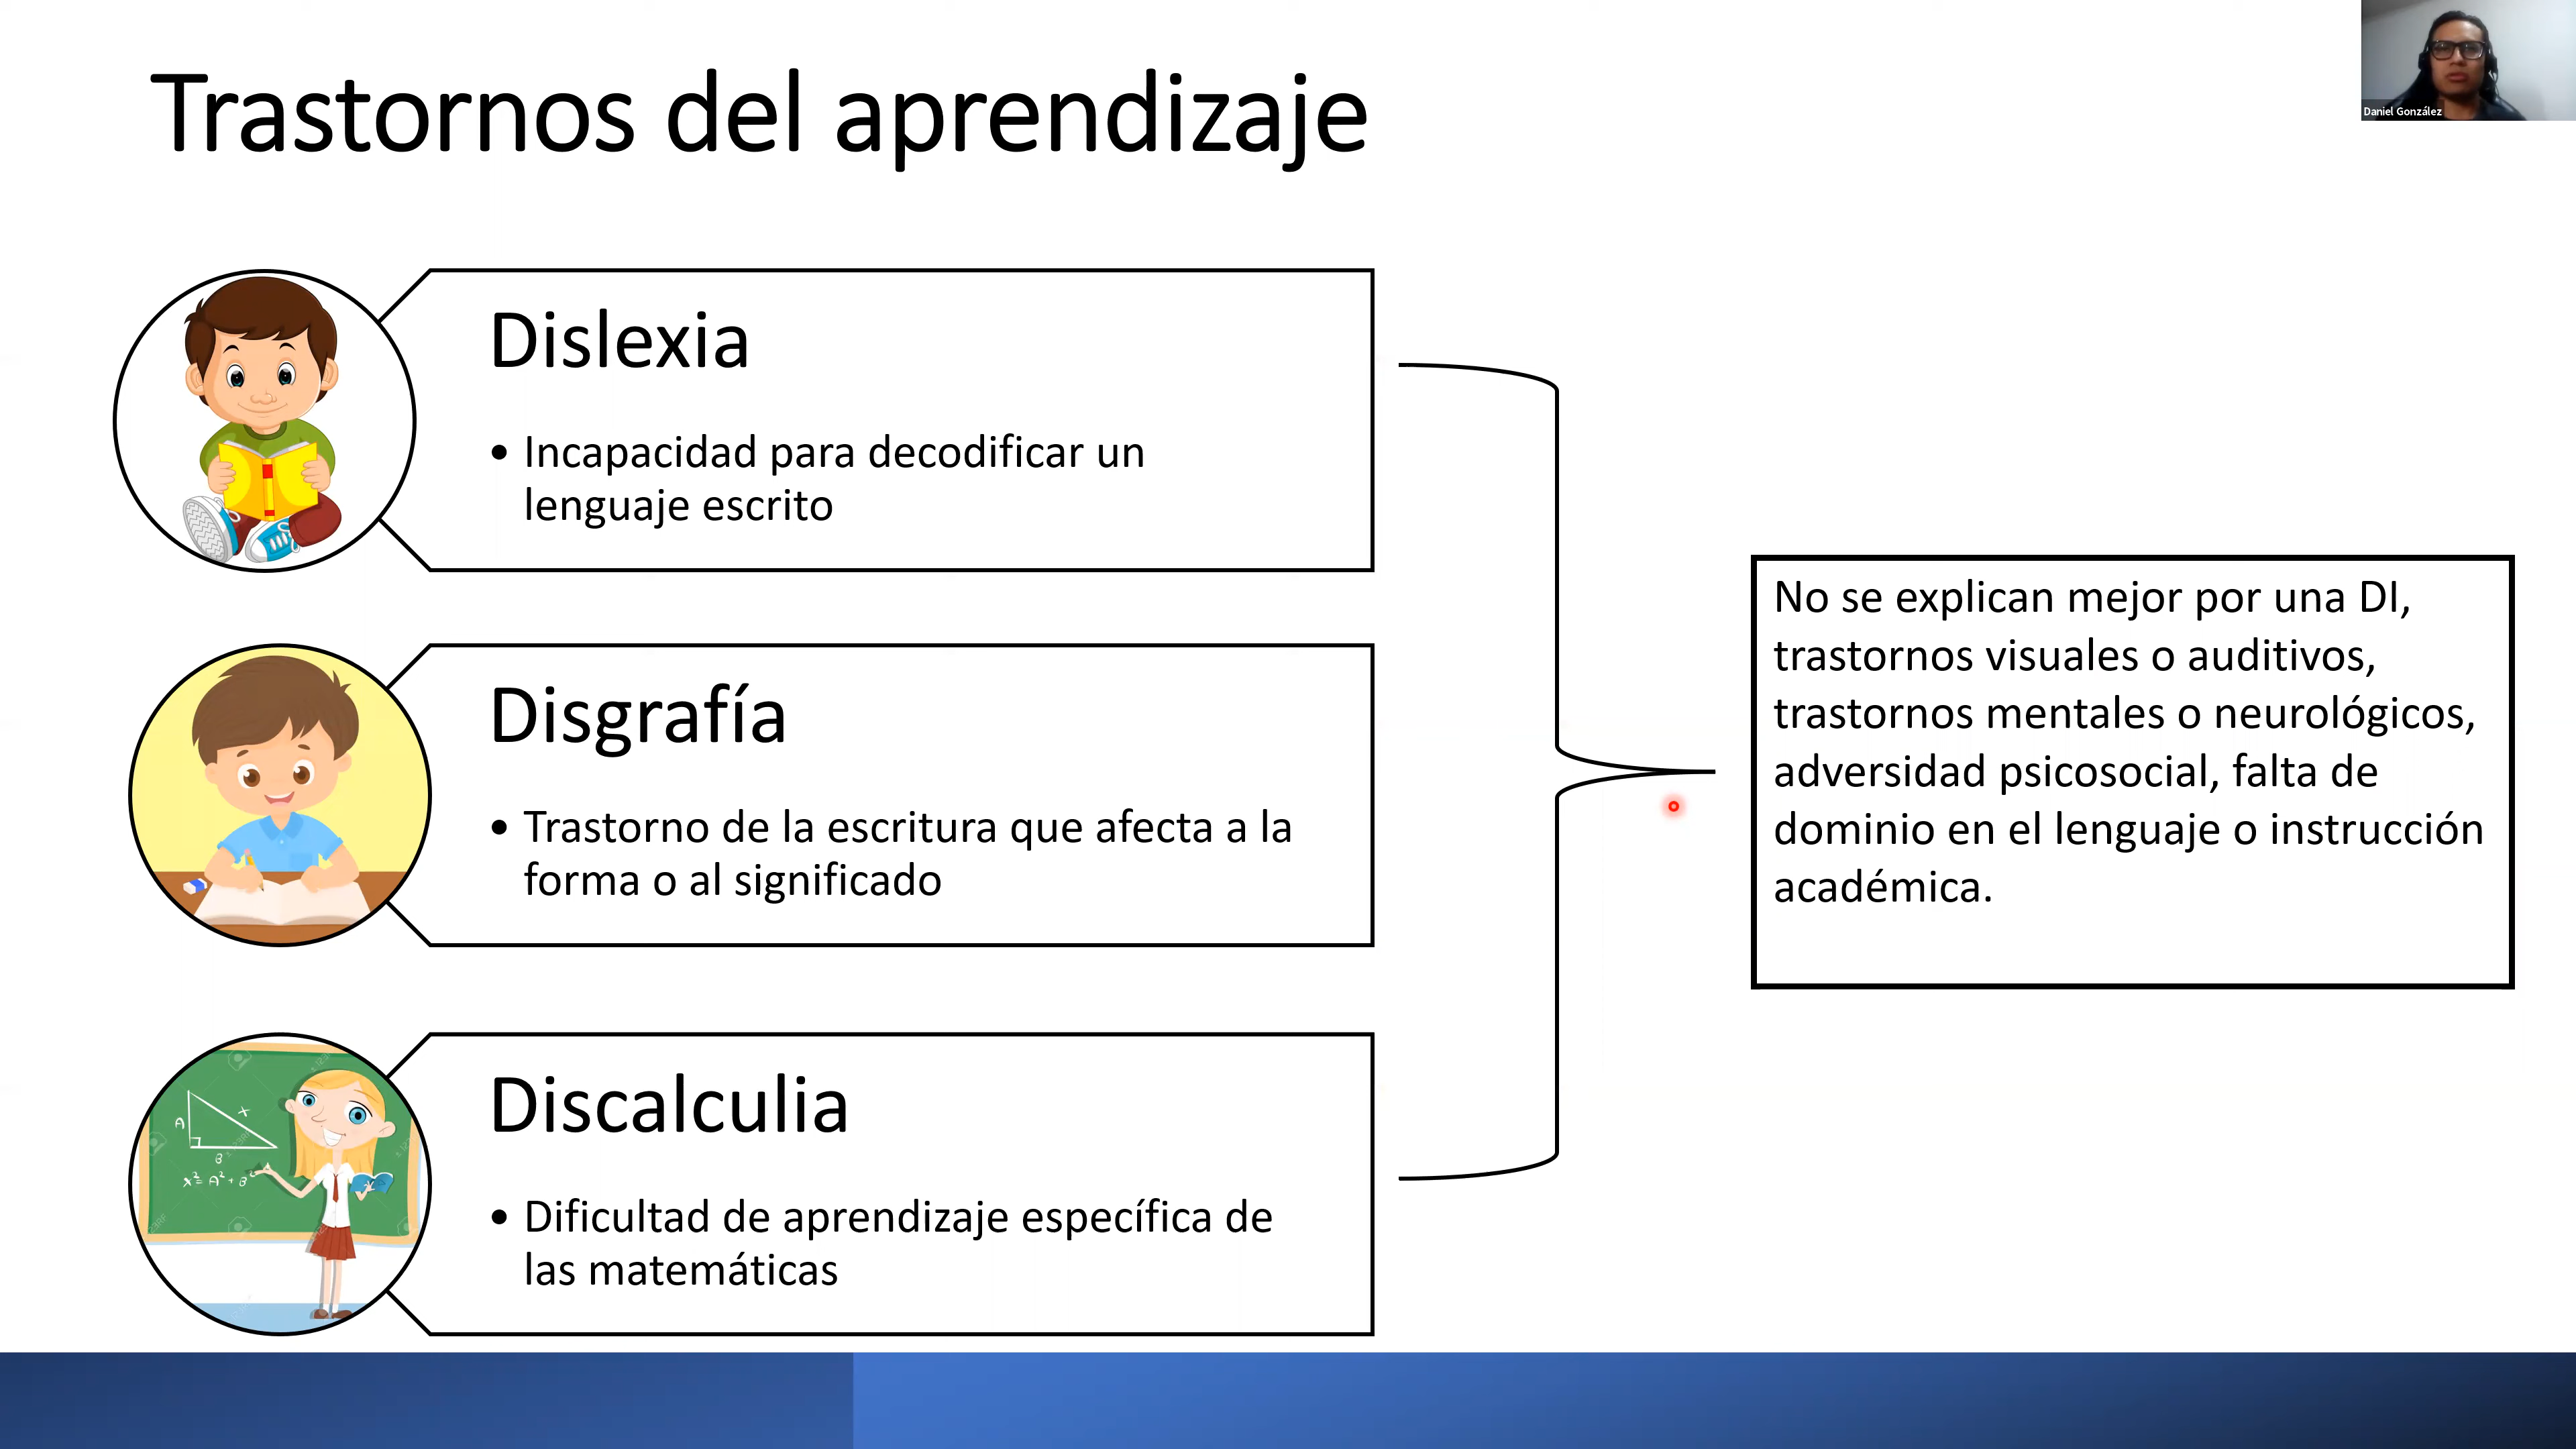 Trastornos del aprendizaje
Daniel González
Dislexia
• Incapacidad para decodificar un
lenguaje escrito
Disgrafía
• Trastorno de la escritura que afecta a la
forma o al significado
Discalculia
• Dificultad de aprendizaje específica de
las matemáticas
No se explican mejor por una DI,
trastornos visuales o auditivos,
trastornos mentales o neurológicos,
adversidad psicosocial, falta de
dominio en el lenguaje o instrucción
académica.
A
x
B